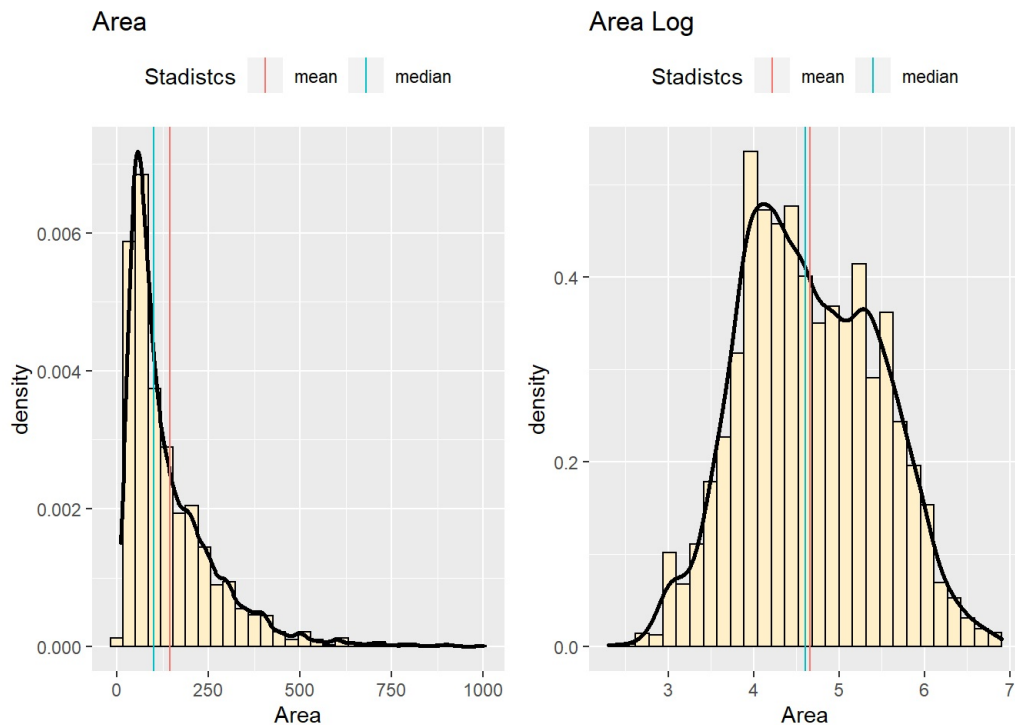 Area
Stadistcs mean median
density
0.006
0.004
0.002
0.000
0 250 500 750 1000
Area
Area Log
Stadistcs mean median
density
0.4
0.2
0.0
3 4 5 6 7
Area